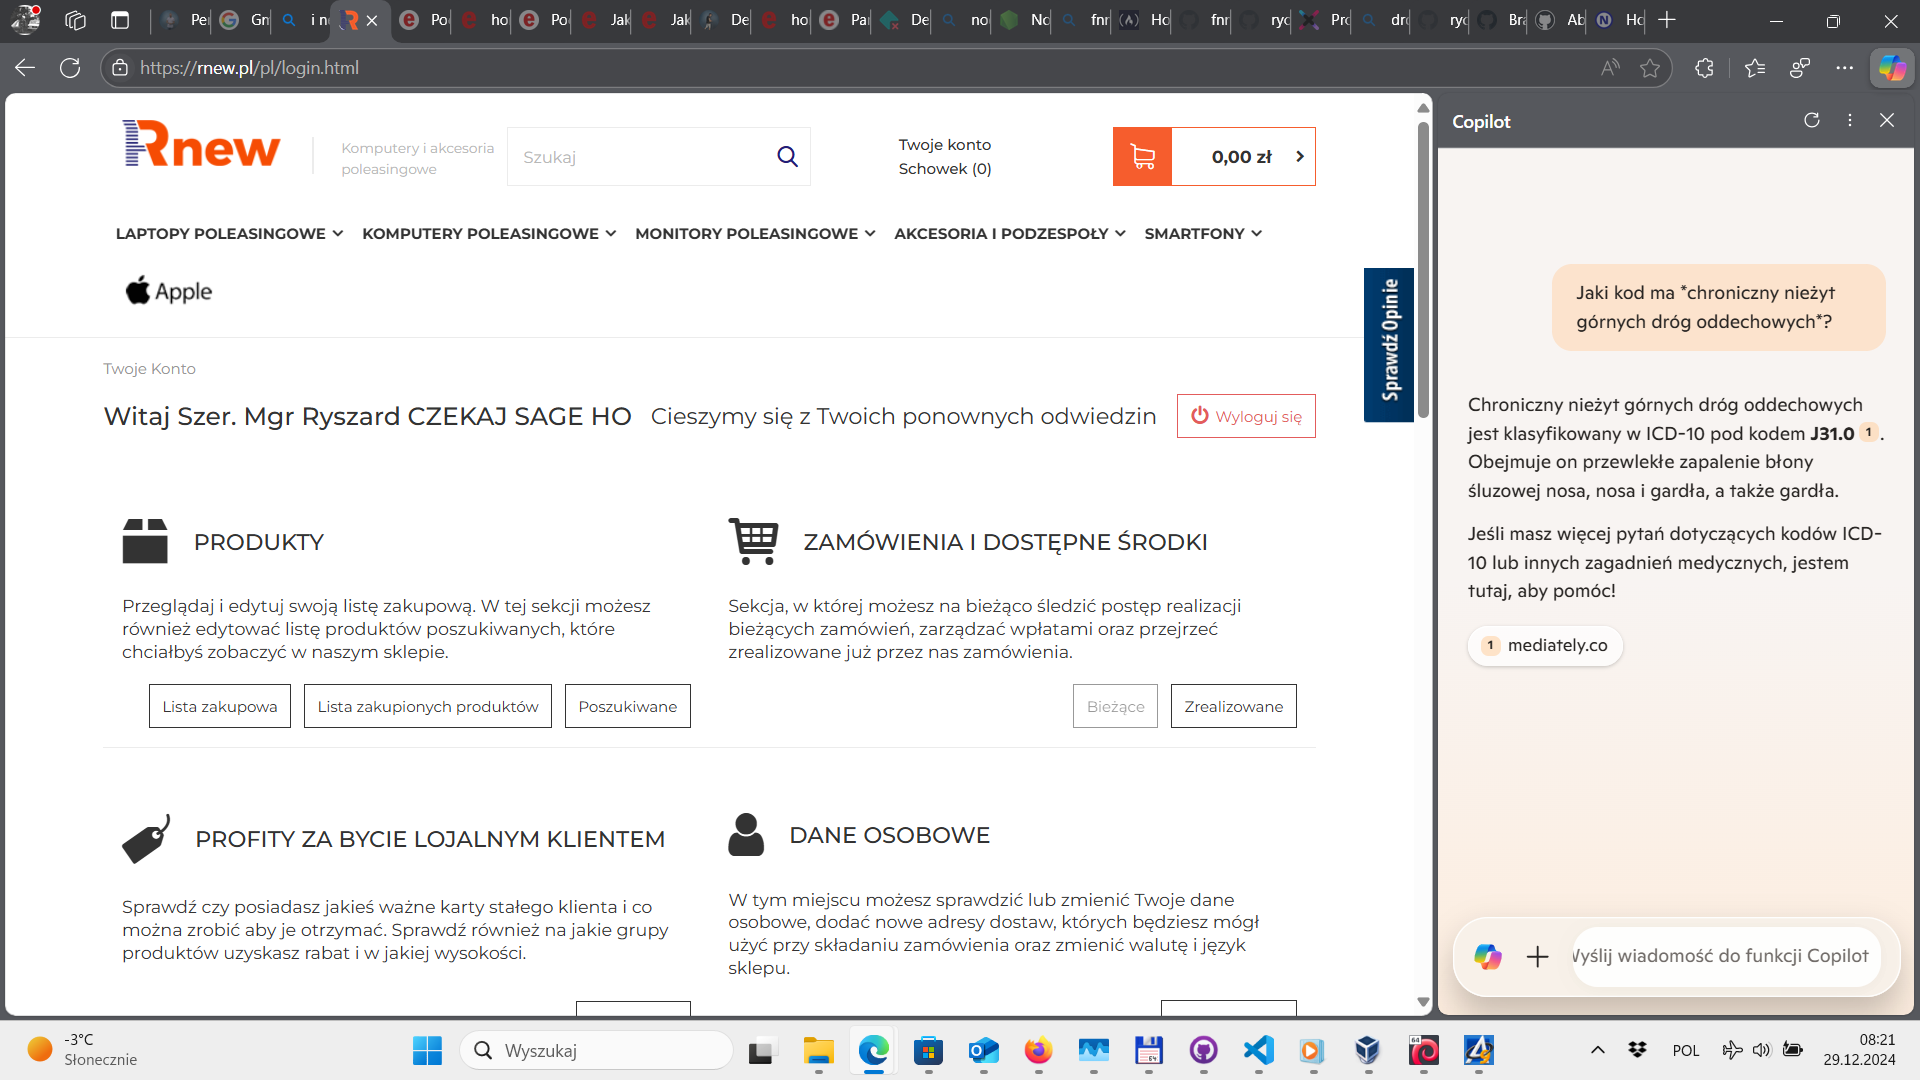 Per
Gm
i n
Po
ho
Po
Jak
Jak
De
ho
Par
De
no
No
fnr
Ho
fnr
ryc
Pro
drc
ryc
Bra
Ab
Ho
https://rnew.pl/pl/login.html
Rnew
Komputery i akcesoria
poleasingowe
Szukaj
Twoje konto
Schowek (0)
0,00 zł
LAPTOPY POLEASINGOWE
KOMPUTERY POLEASINGOWE
MONITORY POLEASINGOWE
AKCESORIA I PODZESPOŁY
SMARTFONY
Apple
Sprawdź Opinie
Twoje Konto
Witaj Szer. Mgr Ryszard CZEKAJ SAGE HO
Cieszymy się z Twoich ponownych odwiedzin
Wyloguj się
PRODUKTY
Przeglądaj i edytuj swoją listę zakupową. W tej sekcji możesz
również edytować listę produktów poszukiwanych, które
chciałbyś zobaczyć w naszym sklepie.
Lista zakupowa
Lista zakupionych produktów
Poszukiwane
ZAMÓWIENIA I DOSTĘPNE ŚRODKI
Sekcja, w której możesz na bieżąco śledzić postęp realizacji
bieżących zamówień, zarządzać wpłatami oraz przejrzeć
zrealizowane już przez nas zamówienia.
Bieżące
Zrealizowane
PROFITY ZA BYCIE LOJALNYM KLIENTEM
Sprawdź czy posiadasz jakieś ważne karty stałego klienta i co
można zrobić aby je otrzymać. Sprawdź również na jakie grupy
produktów uzyskasz rabat i w jakiej wysokości.
DANE OSOBOWE
W tym miejscu możesz sprawdzić lub zmienić Twoje dane
osobowe, dodać nowe adresy dostaw, których będziesz mógł
użyć przy składaniu zamówienia oraz zmienić walutę i język
sklepu.
Copilot
Jaki kod ma *chroniczny nieżyt
górnych dróg oddechowych*?
Chroniczny nieżyt górnych dróg oddechowych
jest klasyfikowany w ICD-10 pod kodem J31.0 1 .
Obejmuje on przewlekłe zapalenie błony
śluzowej nosa, nosa i gardła, a także gardła.
Jeśli masz więcej pytań dotyczących kodów ICD-
10 lub innych zagadnień medycznych, jestem
tutaj, aby pomóc!
1 mediately.co
Wyślij wiadomość do funkcji Copilot
-3°C
Słonecznie
Wyszukaj
64
64
POL
08:21
29.12.2024